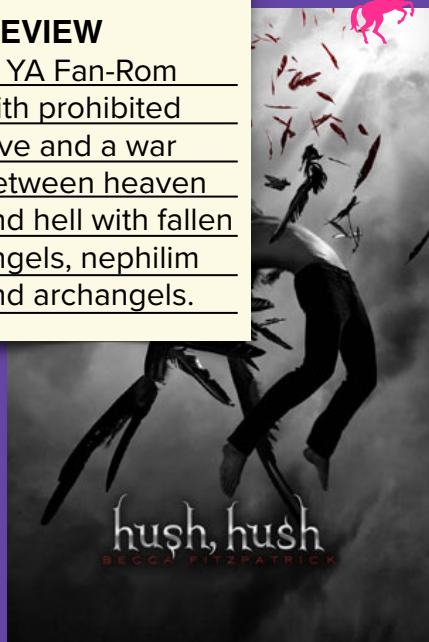 EVIEW
YA Fan-Rom
ith prohibited
ve and a war
etween heaven
nd hell with fallen
ngels, nephilim
nd archangels.
hush, hush
BECCA FITZPATRICK